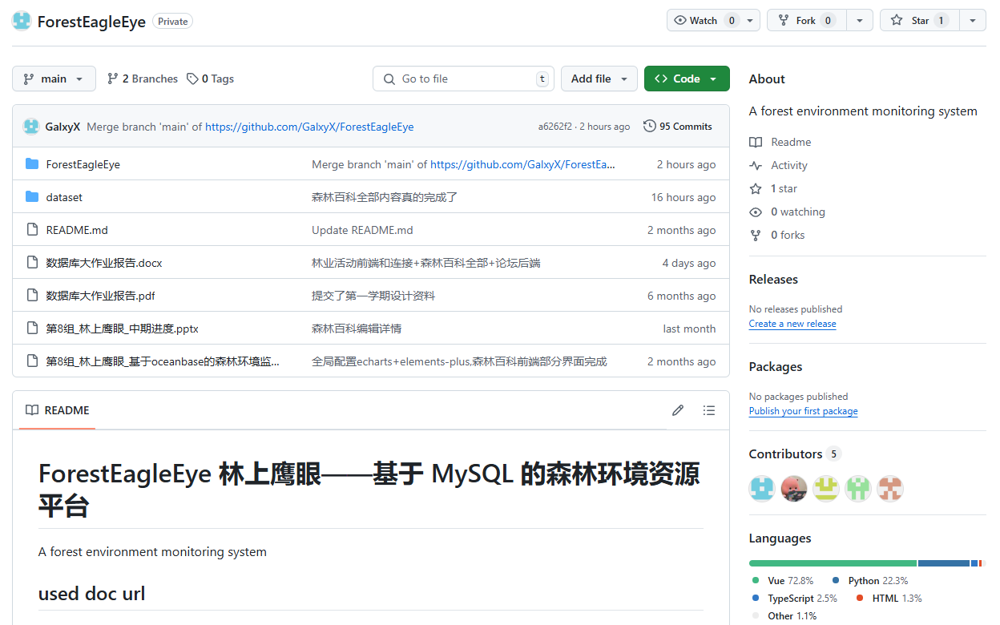 ForestEagleEye Private Watch 0 Fork 0 Star 1
main 2 Branches 0 Tags Go to file t Add file Code
GalxyX Merge branch 'main' of https://github.com/GalxyX/ForestEagleEye a6262f2 · 2 hours ago 95 Commits
ForestEagleEye Merge branch 'main' of https://github.com/GalxyX/ForestEa... 2 hours ago
dataset 森林百科全部内容真的完成了 16 hours ago
README.md Update README.md 2 months ago
数据库大作业报告.docx 林业活动前端和连接+森林百科全部+论坛后端 4 days ago
数据库大作业报告.pdf 提交了第一学期设计资料 6 months ago
第8组_林上鹰眼_中期进度.pptx 森林百科编辑详情 last month
第8组_林上鹰眼_基于oceanbase的森林环境监... 全局配置echarts+elements-plus,森林百科前端部分界面完成 2 months ago
README
ForestEagleEye 林上鹰眼——基于 MySQL 的森林环境资源
平台
A forest environment monitoring system
used doc url
About
A forest environment monitoring system
Readme
Activity
1 star
0 watching
0 forks
Releases
No releases published
Create a new release
Packages
No packages published
Publish your first package
Contributors 5
Languages
Vue 72.8% Python 22.3%
TypeScript 2.5% HTML 1.3%
Other 1.1%